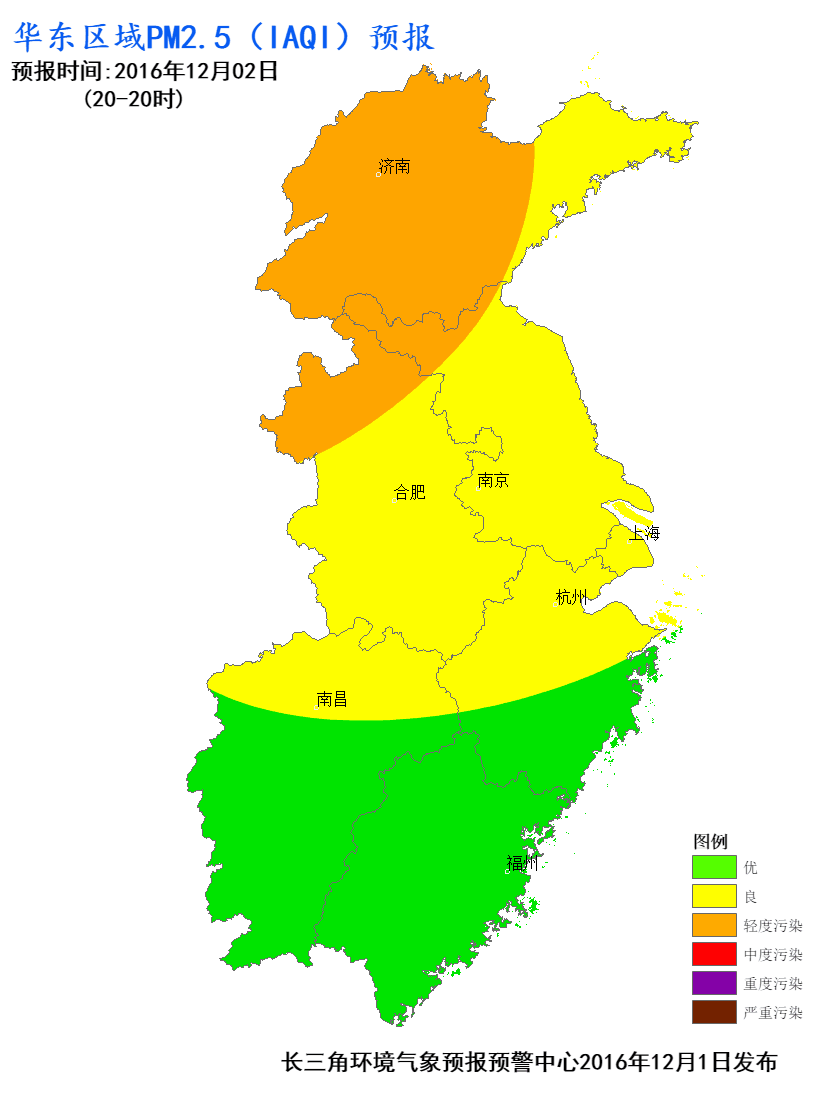 华东区域PM2.5（IAQI）预报
预报时间:2016年12月02日
(20-20时)
济南
南京
合肥
上海
杭州
南昌
福州
图例
优
良
轻度污染
中度污染
重度污染
严重污染
长三角环境气象预报预警中心2016年12月1日发布